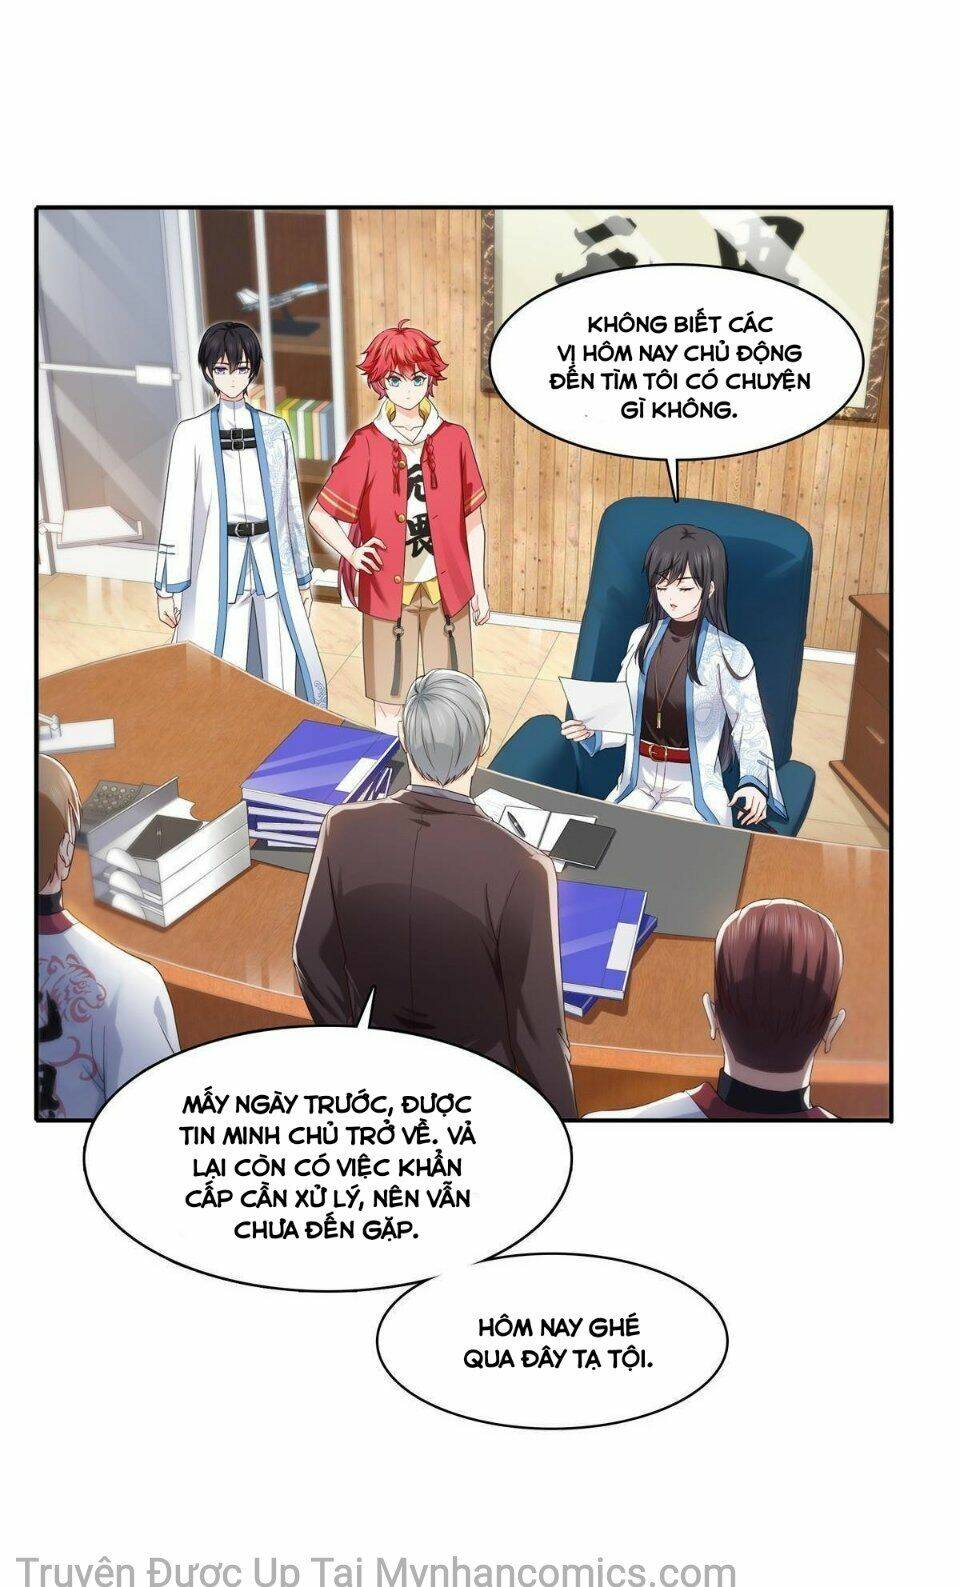 KHÔNG BIẾT CÁC
VỊ HÔM NAY CHỦ ĐỘNG
ĐẾN TÌM TÔI CÓ CHUYỆN
GÌ KHÔNG.
MẤY NGÀY TRƯỚC, ĐƯỢC
TIN MINH CHỦ TRỞ VỀ. VẢ
LẠI CÒN CÓ VIỆC KHẨN
CẤP CẦN XỬ LÝ, NÊN VẪN
CHƯA ĐẾN GẶP.
HÔM NAY GHÉ
QUA ĐÂY TẠ TỘI.
Truyện Được Up Tại Mynhancomics.com